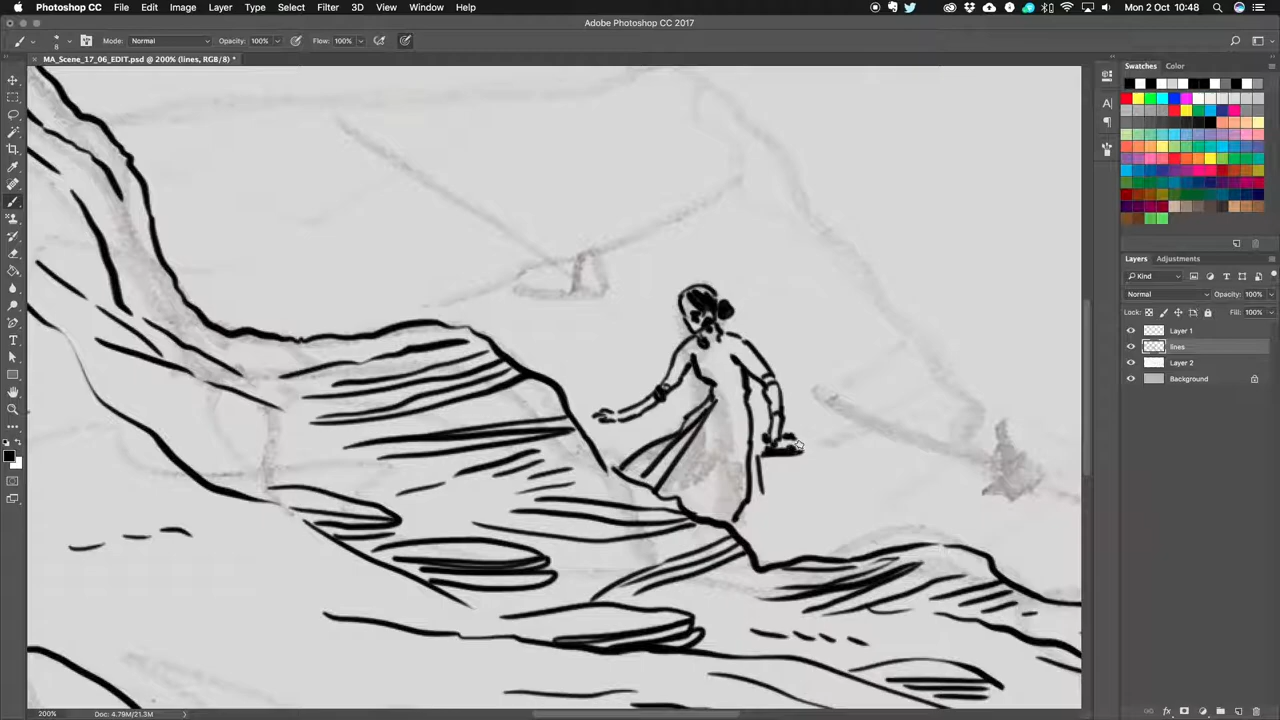 Photoshop CC File Edit Image Layer Type Select Filter 3D View Window Help Mon 2 Oct 10:48
Adobe Photoshop CC 2017
8 Mode: Normal Opacity: 100% Flow: 100%
MA_Scene_17_06_EDIT.psd @ 200% (lines, RGB/8) *
Swatches Color
Layers Adjustments
Kind
Normal Opacity: 100%
Lock: Fill: 100%
Layer 1
lines
Layer 2
Background
200% Doc: 4.79M/21.3M